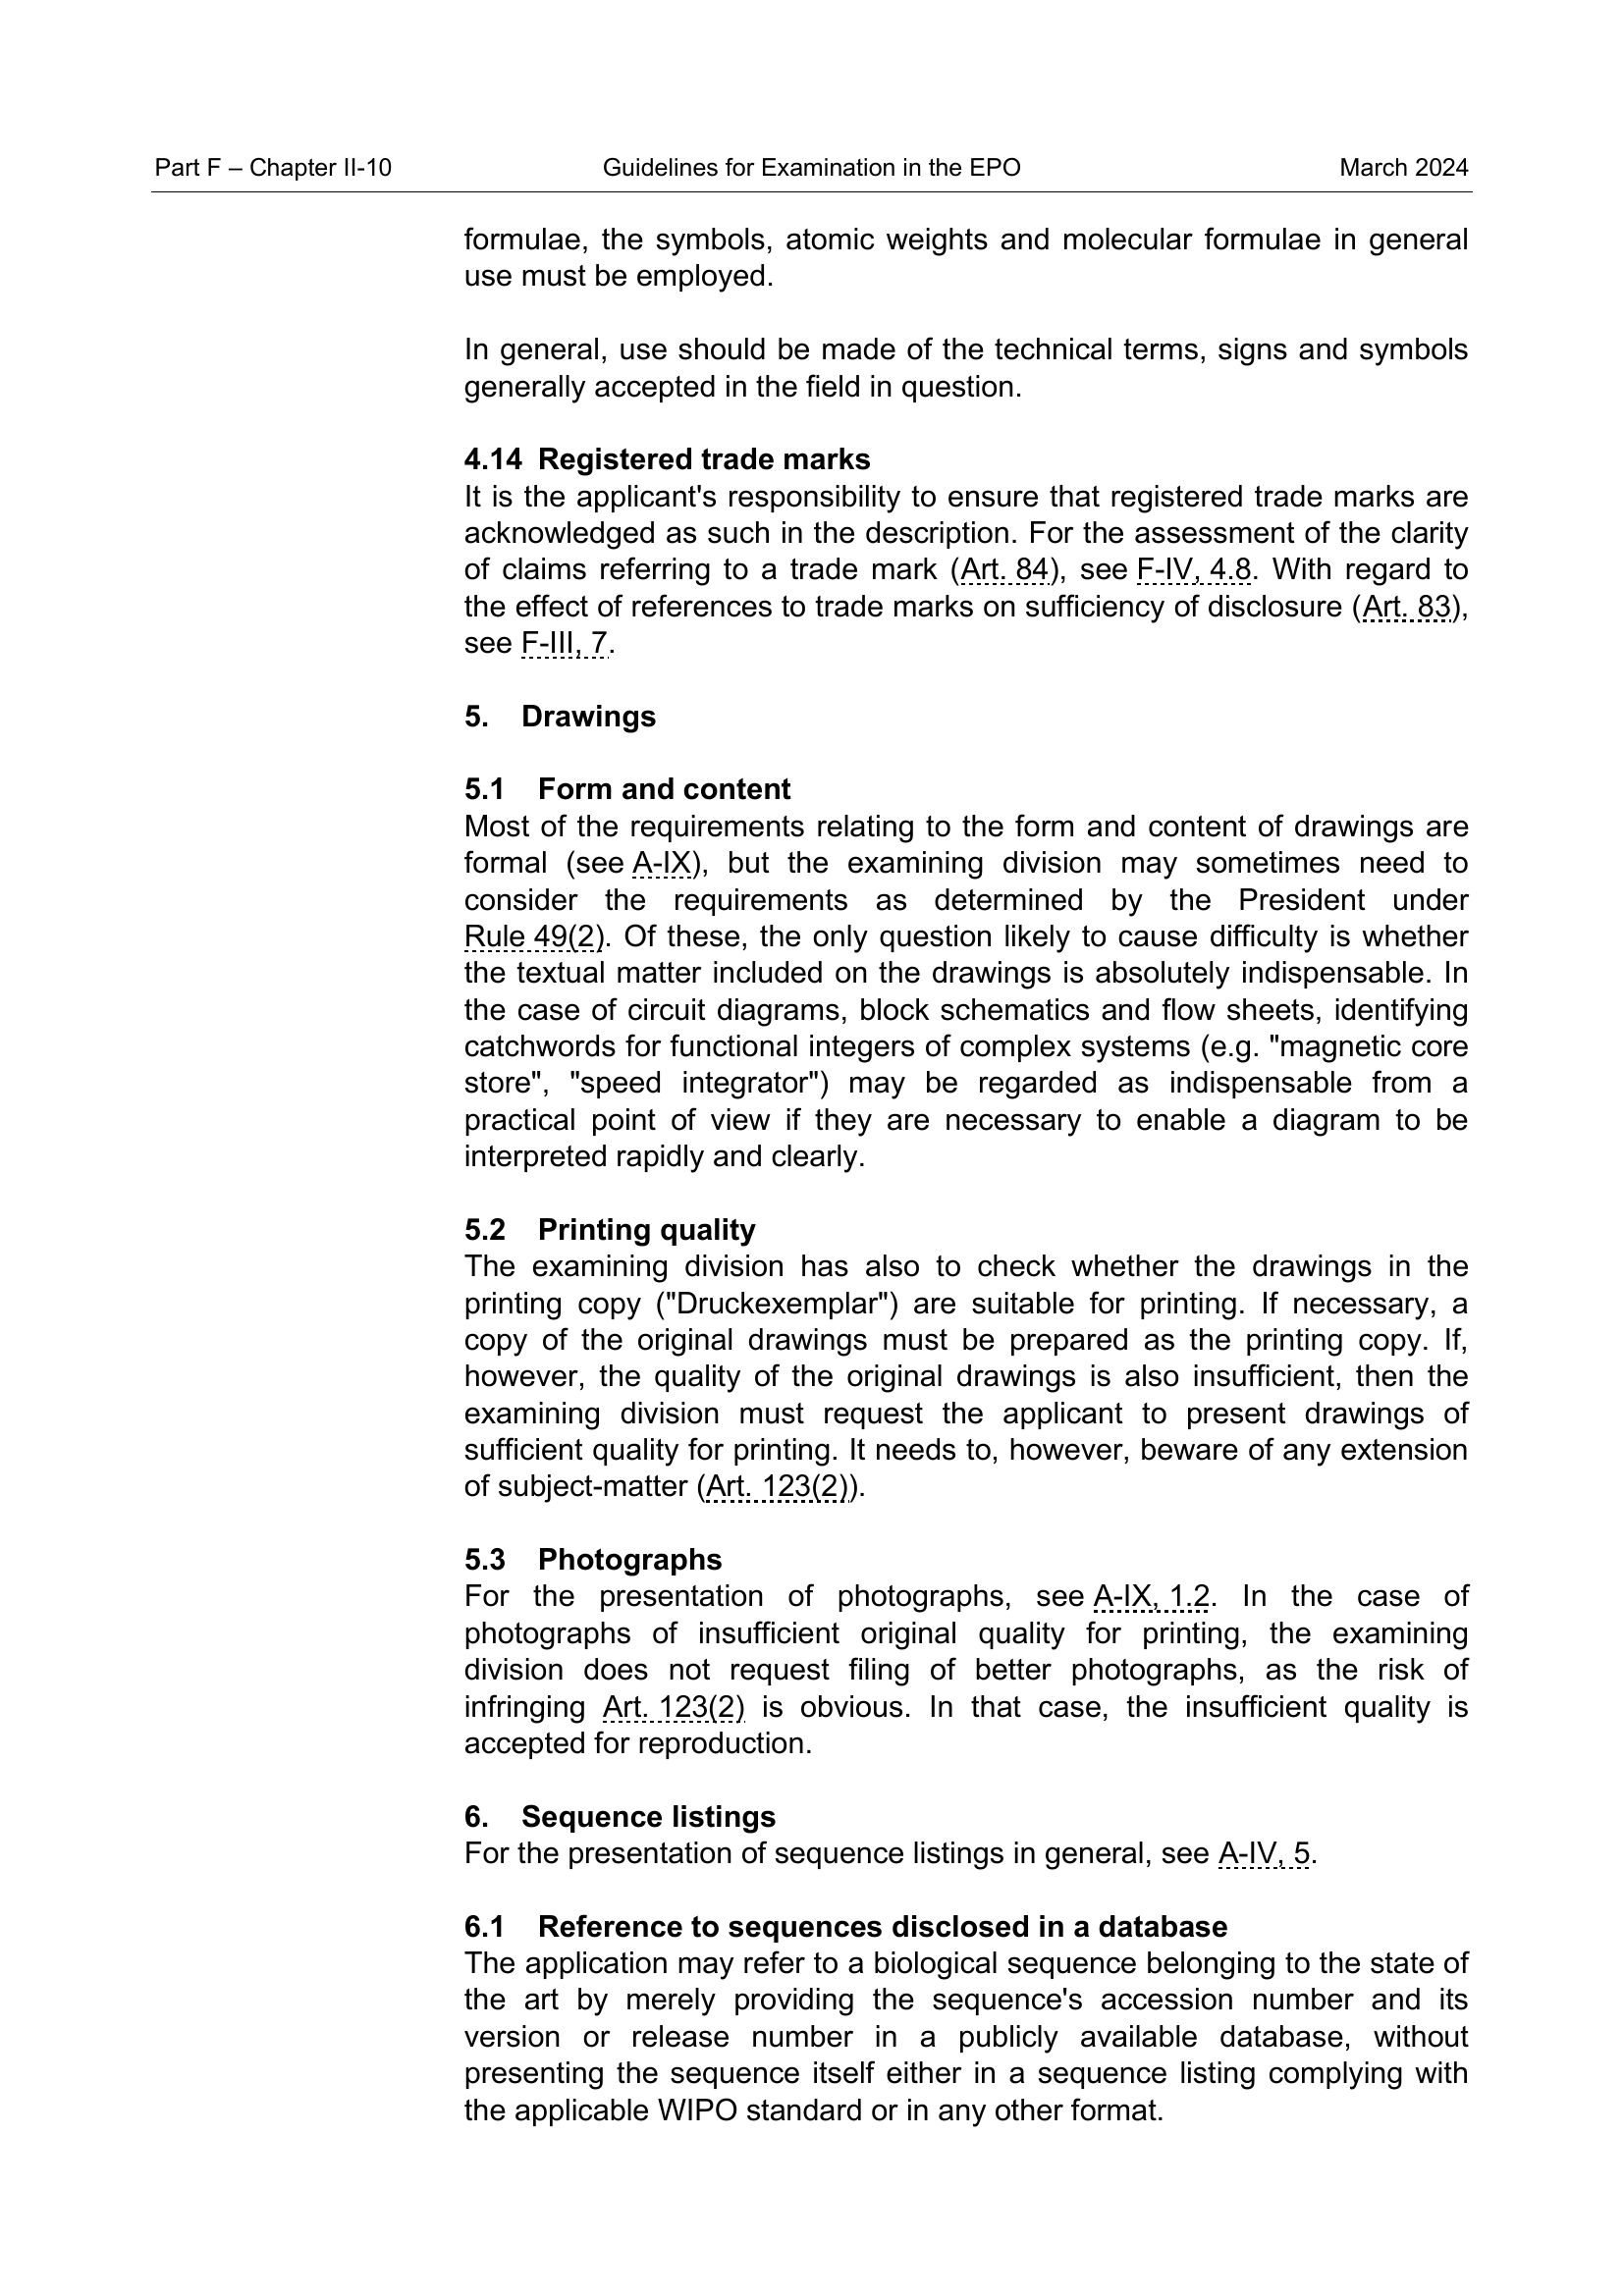 Part F – Chapter II-10 Guidelines for Examination in the EPO March 2024
formulae, the symbols, atomic weights and molecular formulae in general
use must be employed.
In general, use should be made of the technical terms, signs and symbols
generally accepted in the field in question.
4.14 Registered trade marks
It is the applicant's responsibility to ensure that registered trade marks are
acknowledged as such in the description. For the assessment of the clarity
of claims referring to a trade mark (Art. 84), see F-IV, 4.8. With regard to
the effect of references to trade marks on sufficiency of disclosure (Art. 83),
see F-III, 7.
5. Drawings
5.1 Form and content
Most of the requirements relating to the form and content of drawings are
formal (see A-IX), but the examining division may sometimes need to
consider the requirements as determined by the President under
Rule 49(2). Of these, the only question likely to cause difficulty is whether
the textual matter included on the drawings is absolutely indispensable. In
the case of circuit diagrams, block schematics and flow sheets, identifying
catchwords for functional integers of complex systems (e.g. "magnetic core
store", "speed integrator") may be regarded as indispensable from a
practical point of view if they are necessary to enable a diagram to be
interpreted rapidly and clearly.
5.2 Printing quality
The examining division has also to check whether the drawings in the
printing copy ("Druckexemplar") are suitable for printing. If necessary, a
copy of the original drawings must be prepared as the printing copy. If,
however, the quality of the original drawings is also insufficient, then the
examining division must request the applicant to present drawings of
sufficient quality for printing. It needs to, however, beware of any extension
of subject-matter (Art. 123(2)).
5.3 Photographs
For the presentation of photographs, see A-IX, 1.2. In the case of
photographs of insufficient original quality for printing, the examining
division does not request filing of better photographs, as the risk of
infringing Art. 123(2) is obvious. In that case, the insufficient quality is
accepted for reproduction.
6. Sequence listings
For the presentation of sequence listings in general, see A-IV, 5.
6.1 Reference to sequences disclosed in a database
The application may refer to a biological sequence belonging to the state of
the art by merely providing the sequence's accession number and its
version or release number in a publicly available database, without
presenting the sequence itself either in a sequence listing complying with
the applicable WIPO standard or in any other format.